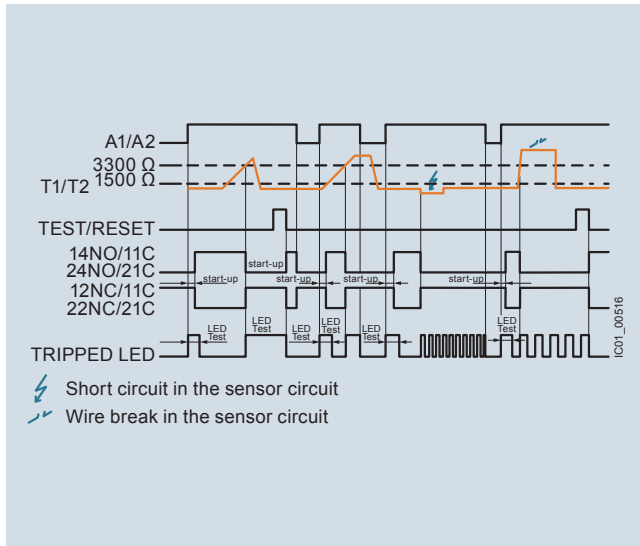 A1/A2
3300 Ω
T1/T2 1500 Ω
TEST/RESET
14NO/11C start-up
24NO/21C
start-up start-up start-up start-up
12NC/11C
22NC/21C
LED Test LED Test LED Test LED Test LED Test LED Test LED Test
TRIPPED LED
IC01_00516
Short circuit in the sensor circuit
Wire break in the sensor circuit